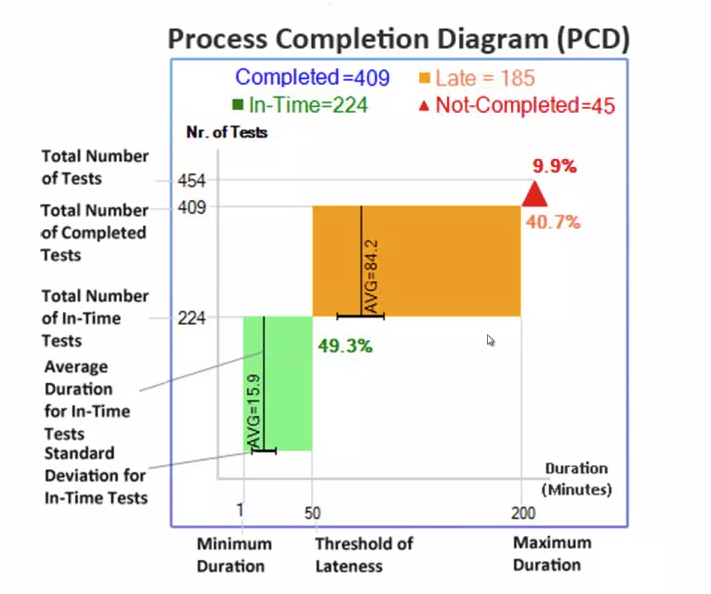 Process Completion Diagram (PCD)
Completed=409
Late = 185
In-Time=224
Not-Completed=45
Nr. of Tests
Total Number
of Tests
454
9.9%
Total Number
of Completed
Tests
409
40.7%
AVG=84.2
Total Number
of In-Time
Tests
224
49.3%
Average
Duration
for In-Time
Tests
AVG=15.9
Standard
Deviation for
In-Time Tests
Duration
(Minutes)
1
50
200
Minimum
Duration
Threshold of
Lateness
Maximum
Duration